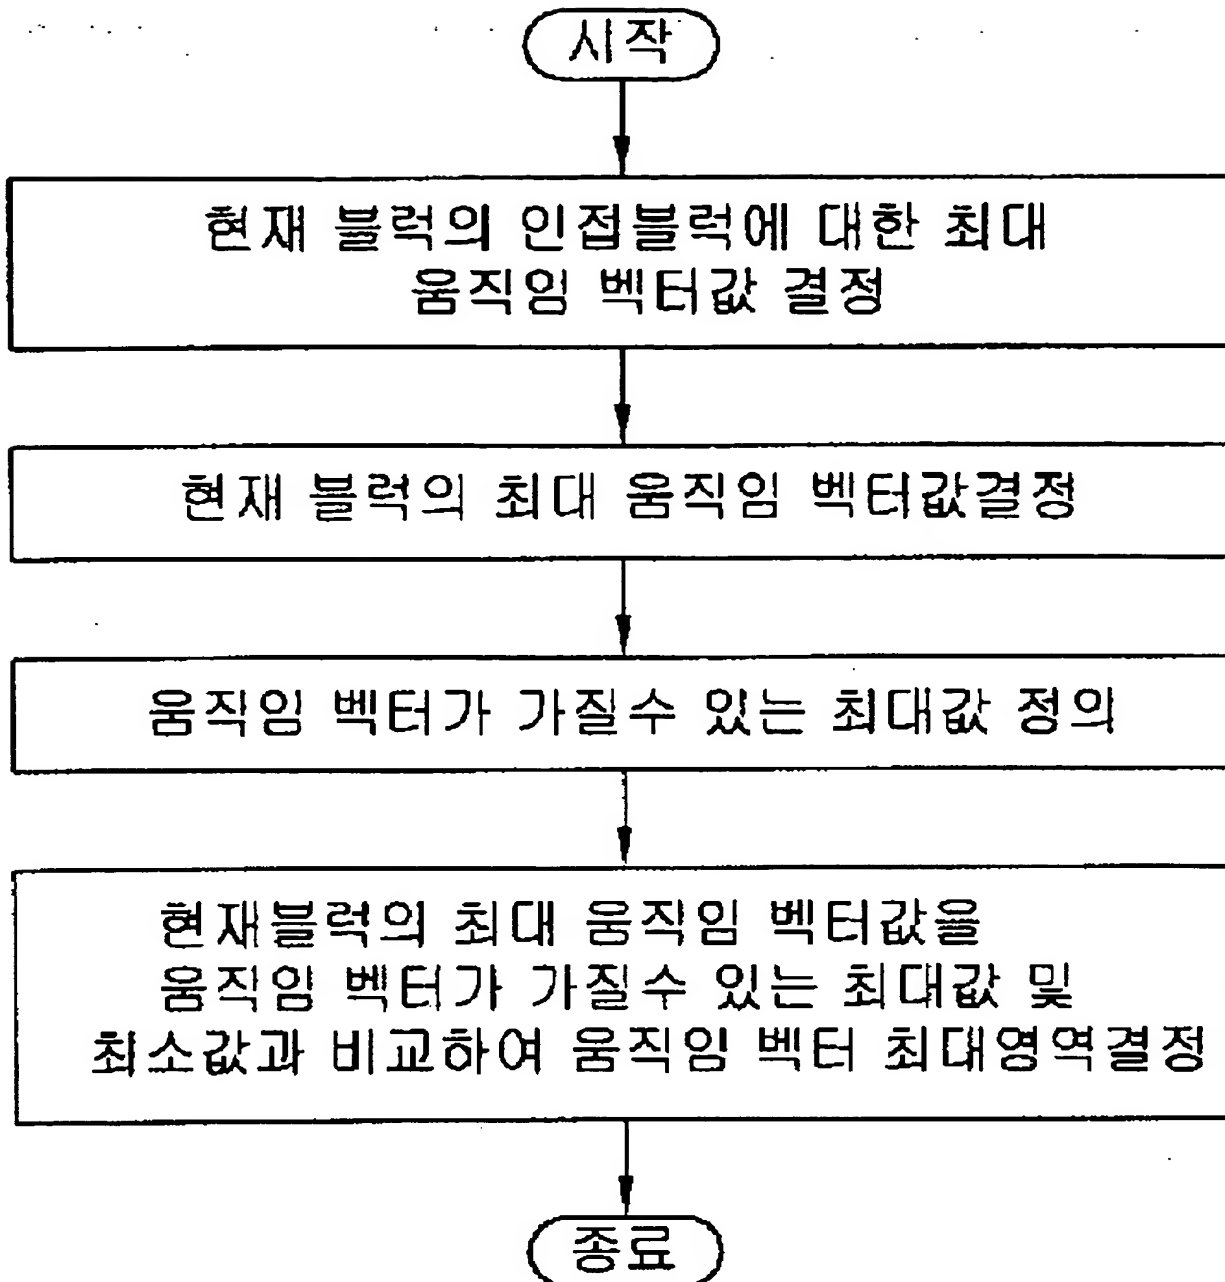 시작
현재 블럭의 인접블럭에 대한 최대
움직임 벡터값 결정
현재 블럭의 최대 움직임 벡터값결정
움직임 벡터가 가질수 있는 최대값 정의
현재블럭의 최대 움직임 벡터값을
움직임 벡터가 가질수 있는 최대값 및
최소값과 비교하여 움직임 벡터 최대영역결정
종료